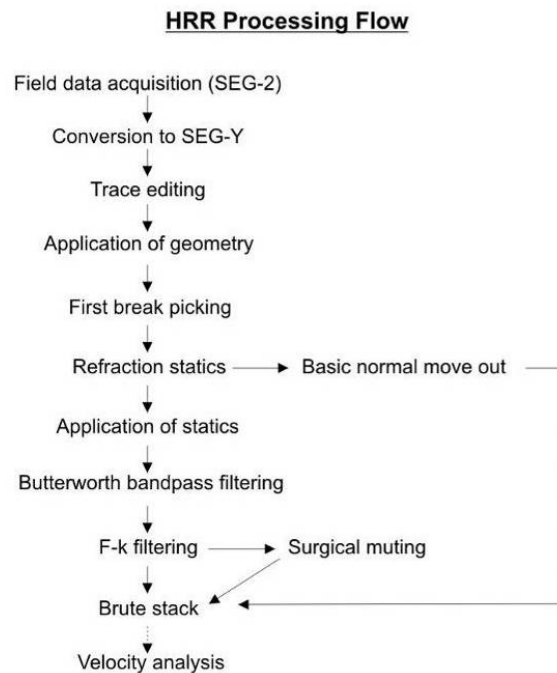 HRR Processing Flow
Field data acquisition (SEG-2)
Conversion to SEG-Y
Trace editing
Application of geometry
First break picking
Refraction statics
Basic normal move out
Application of statics
Butterworth bandpass filtering
F-k filtering
Surgical muting
Brute stack
Velocity analysis